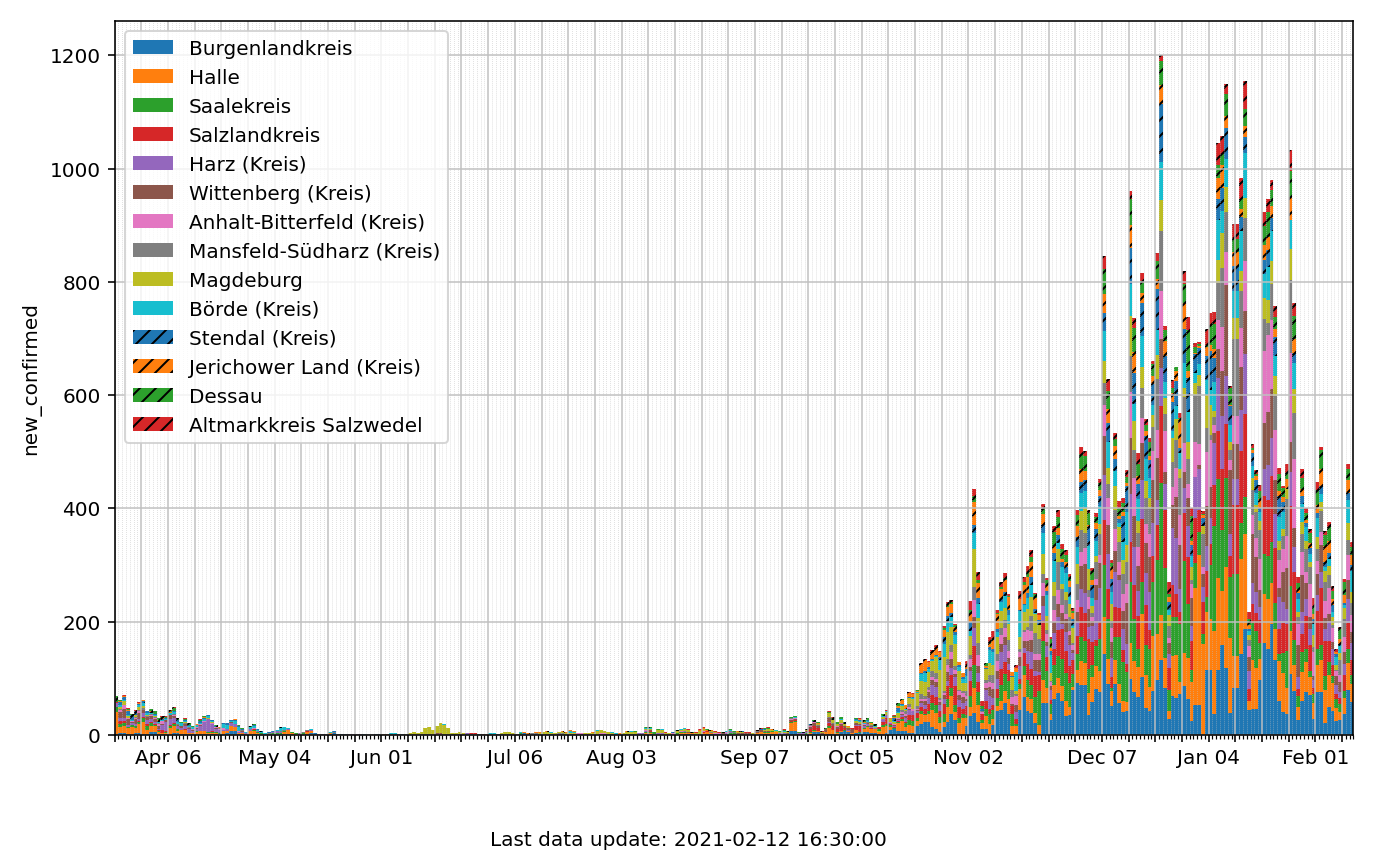 1200
1000
800
600
400
200
0
new_confirmed
Burgenlandkreis
Halle
Saalekreis
Salzlandkreis
Harz (Kreis)
Wittenberg (Kreis)
Anhalt-Bitterfeld (Kreis)
Mansfeld-Südharz (Kreis)
Magdeburg
Börde (Kreis)
Stendal (Kreis)
Jerichower Land (Kreis)
Dessau
Altmarkkreis Salzwedel
Apr 06 May 04 Jun 01 Jul 06 Aug 03 Sep 07 Oct 05 Nov 02 Dec 07 Jan 04 Feb 01
Last data update: 2021-02-12 16:30:00